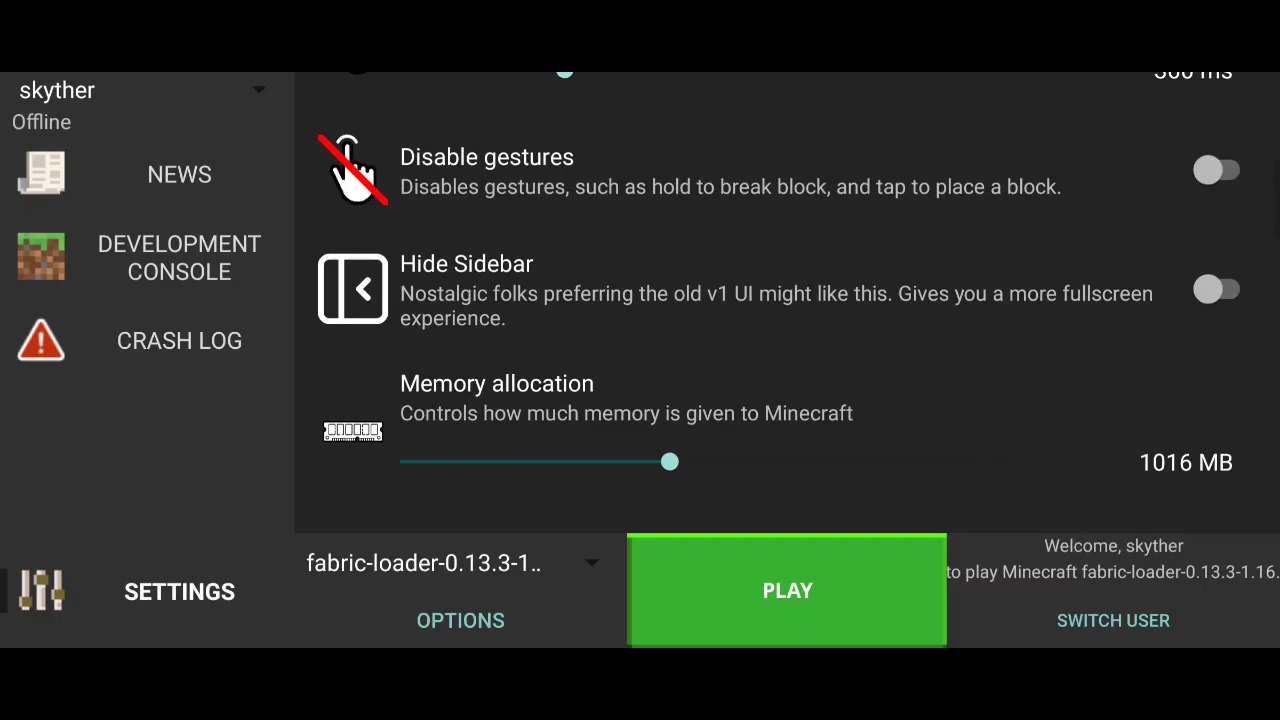 skyther
Offline
NEWS
DEVELOPMENT
CONSOLE
CRASH LOG
SETTINGS
Disable gestures
Disables gestures, such as hold to break block, and tap to place a block.
Hide Sidebar
Nostalgic folks preferring the old v1 UI might like this. Gives you a more fullscreen
experience.
Memory allocation
Controls how much memory is given to Minecraft
1016 MB
fabric-loader-0.13.3-1..
OPTIONS
PLAY
Welcome, skyther
to play Minecraft fabric-loader-0.13.3-1.16.
SWITCH USER